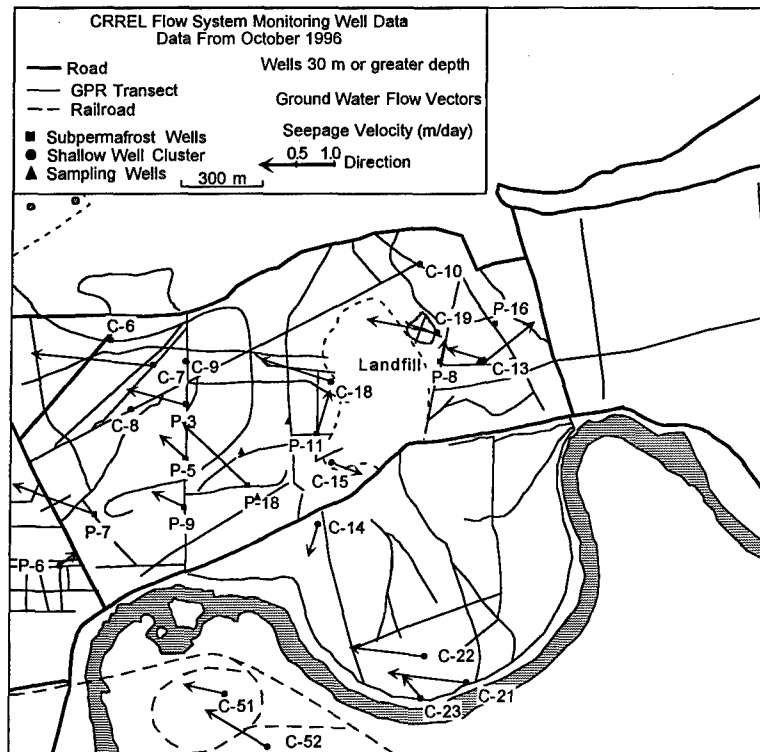 CRREL Flow System Monitoring Well Data
Data From October 1996
Road
GPR Transect
Railroad
Wells 30 m or greater depth
Ground Water Flow Vectors
Seepage Velocity (m/day)
Subpermafrost Wells
Shallow Well Cluster
Sampling Wells
0.5 1.0
Direction
300 m
C-10
C-6
C-19
P-16
C-9
C-7
Landfill
P-8
C-13
C-18
C-8
P-3
P-11
P-5
C-15
P-18
P-7
P-9
C-14
P-6
C-22
C-21
C-51
C-23
C-52